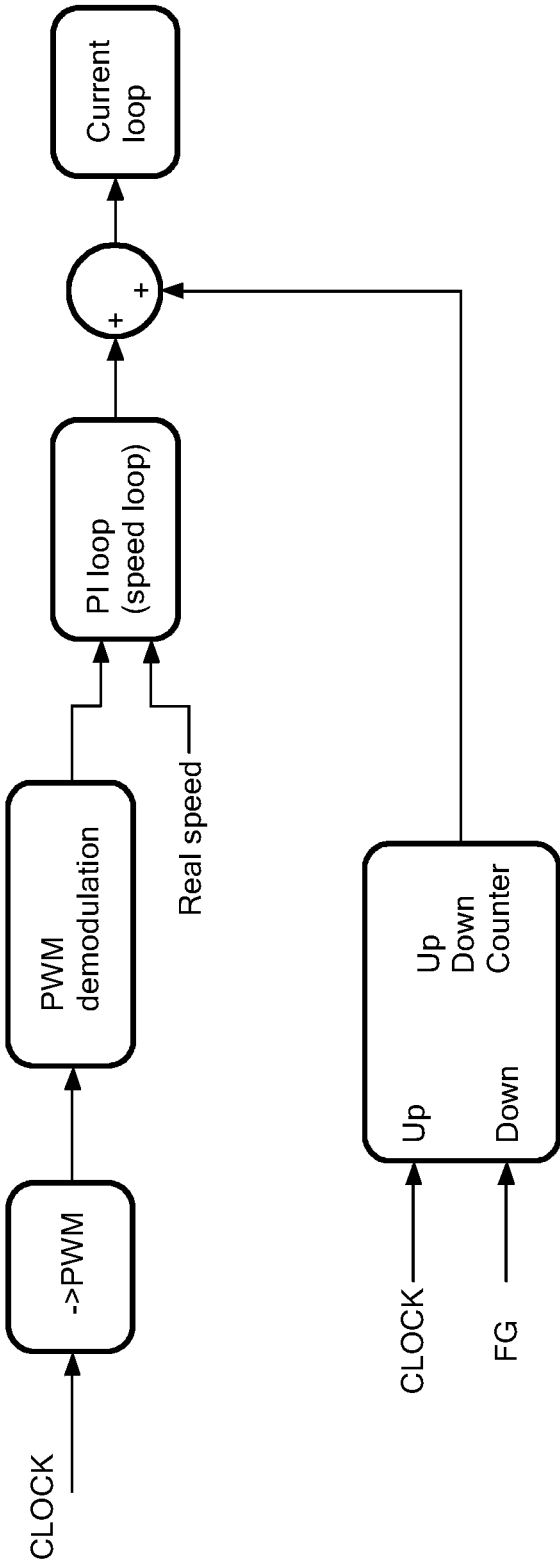 CLOCK
->PWM
PWM
demodulation
Real speed
PI loop
(speed loop)
+
+
Current
loop
CLOCK
FG
Up
Down
Up
Down
Counter